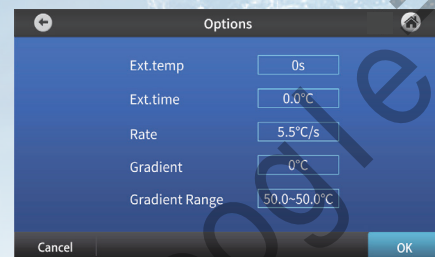 Options
Ext.temp 0s
Ext.time 0.0°C
Rate 5.5°C/s
Gradient 0°C
Gradient Range 50.0~50.0°C
Cancel OK